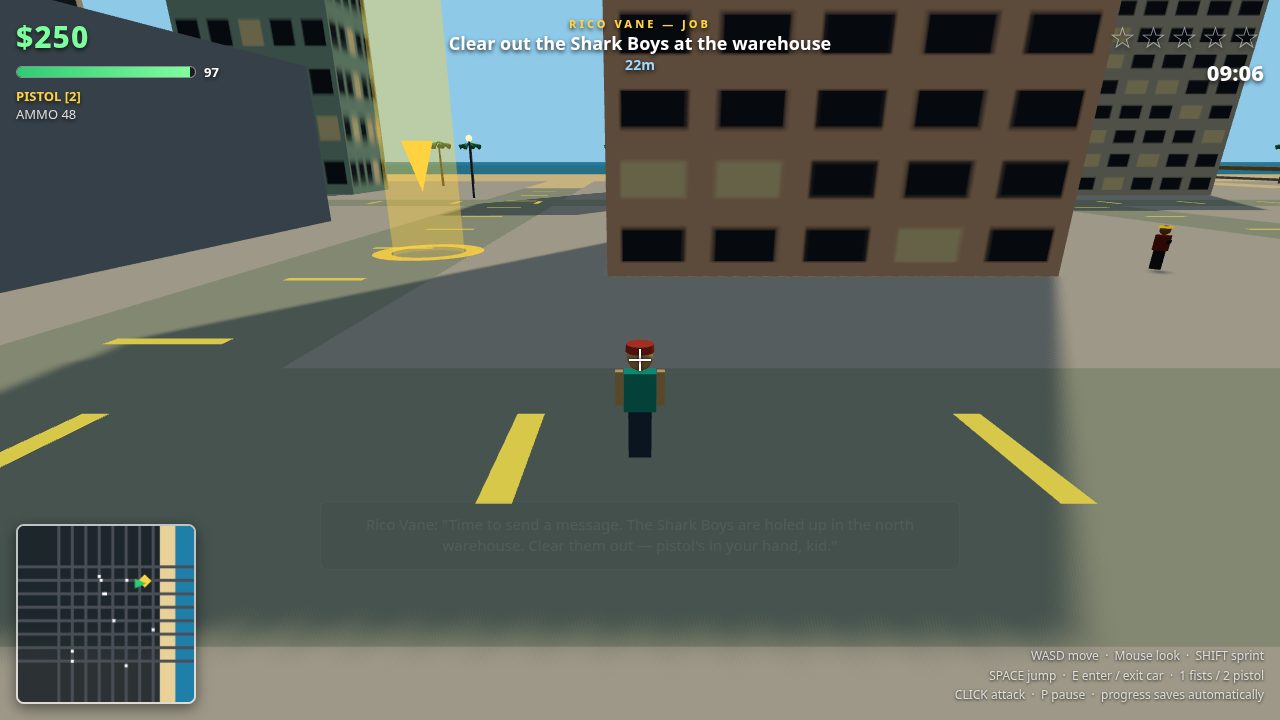 $250
97
PISTOL [2]
AMMO 48
RICO VANE — JOB
Clear out the Shark Boys at the warehouse
22m
09:06
Rico Vane: "Time to send a message. The Shark Boys are holed up in the north
warehouse. Clear them out — pistol's in your hand, kid."
WASD move · Mouse look · SHIFT sprint
SPACE jump · E enter / exit car · 1 fists / 2 pistol
CLICK attack · P pause · progress saves automatically